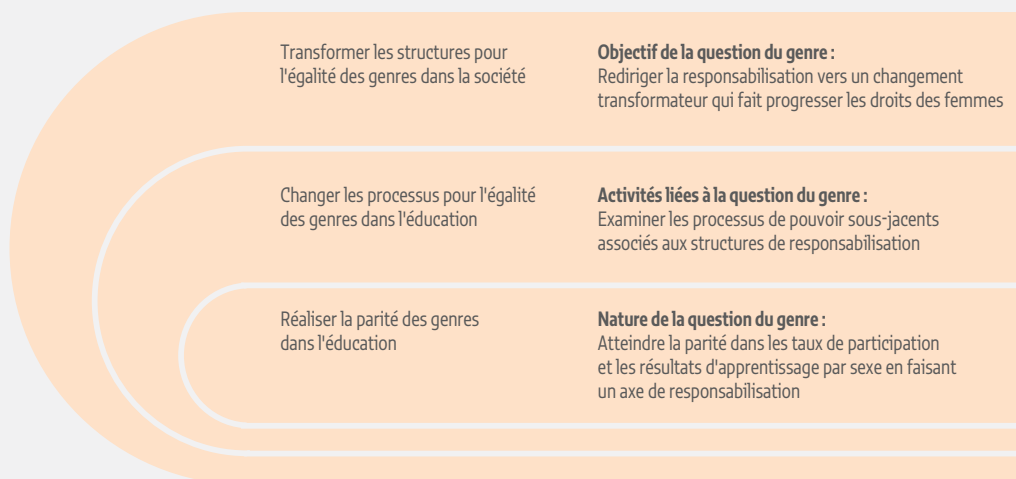 Transformer les structures pour
l'égalité des genres dans la société
Objectif de la question du genre :
Rediriger la responsabilisation vers un changement
transformateur qui fait progresser les droits des femmes
Changer les processus pour l'égalité
des genres dans l'éducation
Activités liées à la question du genre :
Examiner les processus de pouvoir sous-jacents
associés aux structures de responsabilisation
Réaliser la parité des genres
dans l'éducation
Nature de la question du genre :
Atteindre la parité dans les taux de participation
et les résultats d'apprentissage par sexe en faisant
un axe de responsabilisation